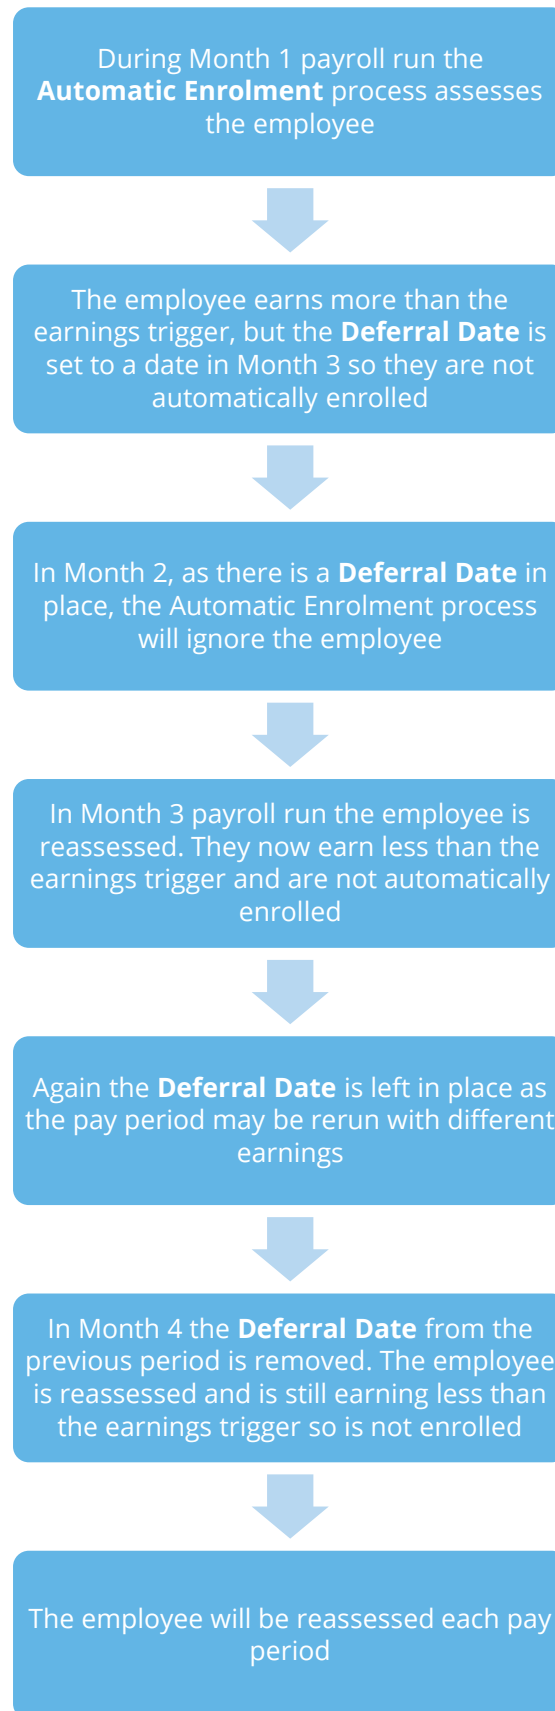 During Month 1 payroll run the
Automatic Enrolment process assesses
the employee
The employee earns more than the
earnings trigger, but the Deferral Date is
set to a date in Month 3 so they are not
automatically enrolled
In Month 2, as there is a Deferral Date in
place, the Automatic Enrolment process
will ignore the employee
In Month 3 payroll run the employee is
reassessed. They now earn less than the
earnings trigger and are not automatically
enrolled
Again the Deferral Date is left in place as
the pay period may be rerun with different
earnings
In Month 4 the Deferral Date from the
previous period is removed. The employee
is reassessed and is still earning less than
the earnings trigger so is not enrolled
The employee will be reassessed each pay
period